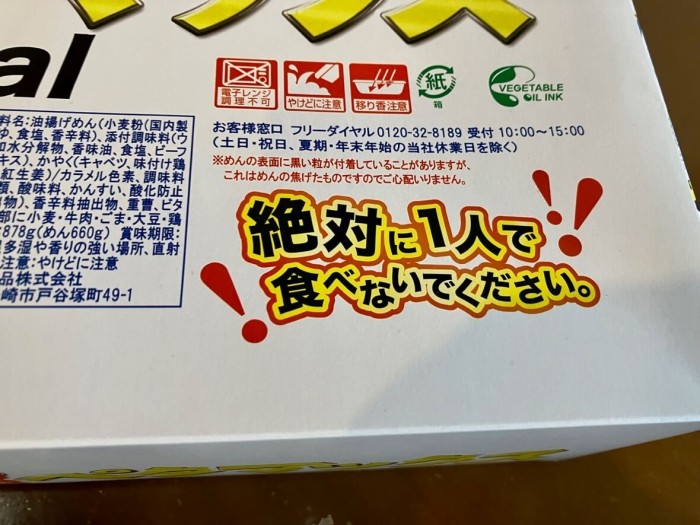 マックス
al
電子レンジ
調理不可
やけどに注意
移り香注意
紙
箱
VEGETABLE
OIL INK
料名:油揚げめん(小麦粉(国内製
ゆ、食塩、香辛料)、添付調味料(ウ
加水分解物、香味油、食塩、ビーフ
キス)、かやく(キャベツ、味付け鶏
紅生姜)/カラメル色素、調味料
類、酸味料、かんすい、酸化防止
出物)、香辛料抽出物、重曹、ビタ
部に小麦・牛肉・ごま・大豆・鶏
:878g(めん660g) 賞味期限:
多湿や香りの強い場所、直射
注意:やけどに注意
品株式会社
崎市戸谷塚町49-1
お客様窓口 フリーダイヤル 0120-32-8189 受付 10:00~15:00
(土日・祝日、夏期・年末年始の当社休業日を除く)
※めんの表面に黒い粒が付着していることがありますが、
これはめんの焦げたものですのでご心配いりません。
絶対に1人で
食べないでください。